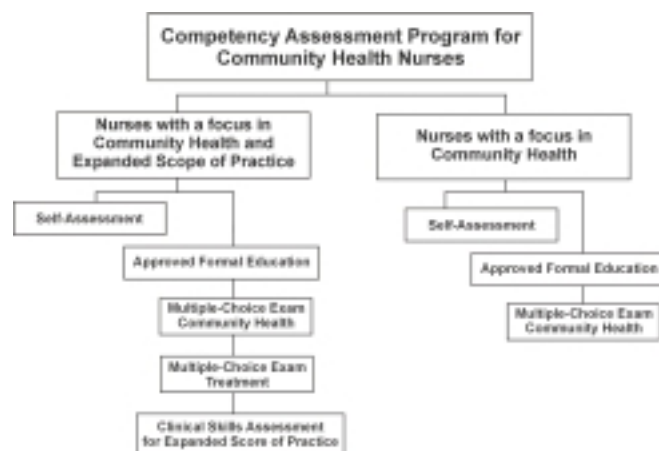 Competency Assessment Program for
Community Health Nurses
Nurses with a focus in
Community Health and
Expanded Scope of Practice
Nurses with a focus in
Community Health
Self-Assessment
Self-Assessment
Approved Formal Education
Approved Formal Education
Multiple-Choice Exam
Community Health
Multiple-Choice Exam
Community Health
Multiple-Choice Exam
Treatment
Clinical Skills Assessment
for Expanded Score of Practice